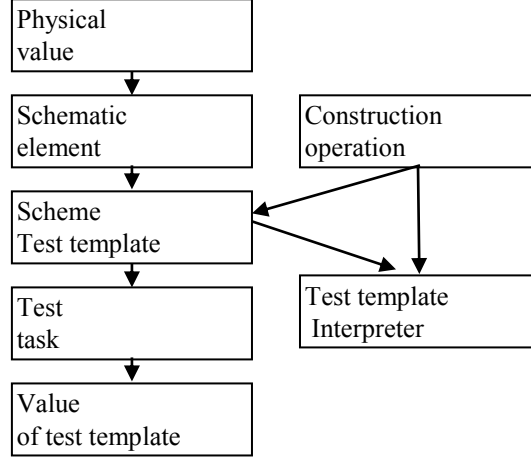 Physical
value
Schematic
element
Construction
operation
Scheme
Test template
Test
task
Test template
Interpreter
Value
of test template